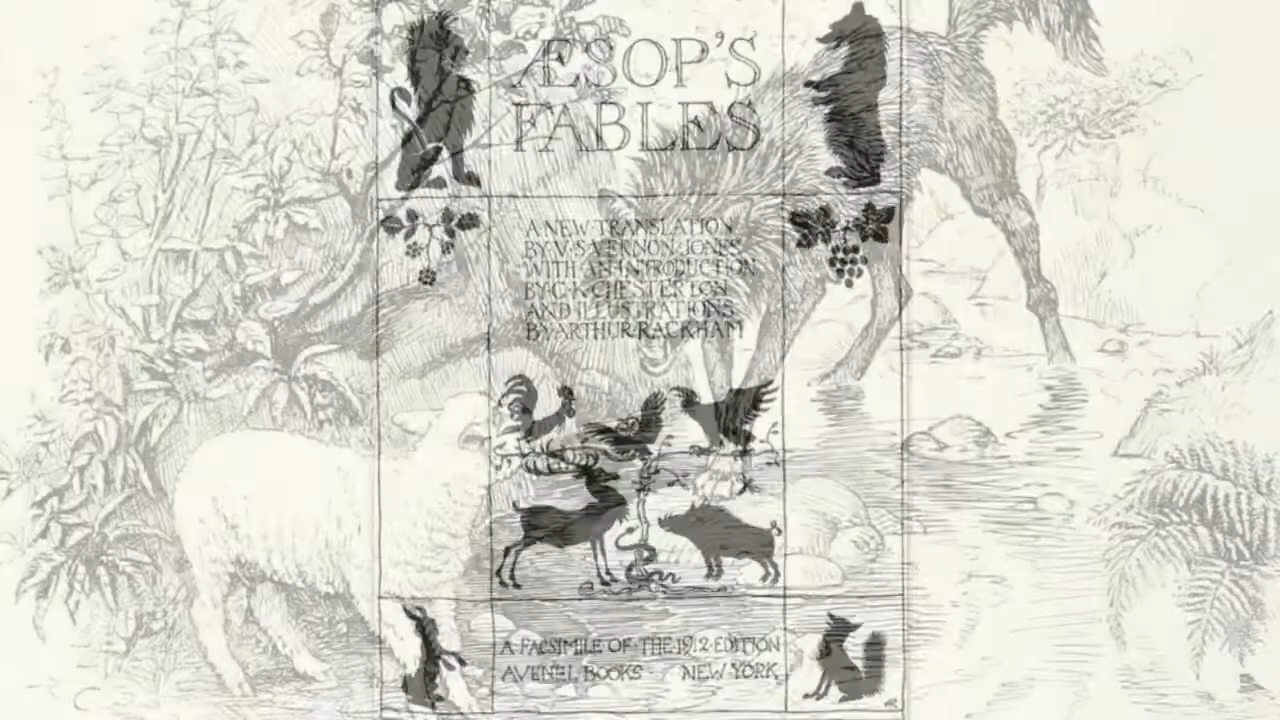 ÆSOP'S
FABLES
A·NEW·TRANSLATION
BY·V·S·VERNON·JONES
WITH·AN·INTRODUCTION
BY·G·K·CHESTERTON
AND·ILLUSTRATIONS
BY·ARTHUR·RACKHAM
A·FACSIMILE·OF·THE·1912·EDITION
AVENEL BOOKS · NEW YORK